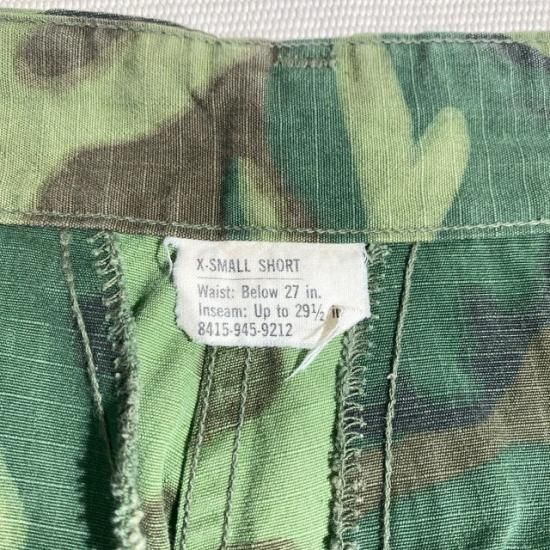 X-SMALL SHORT
Waist: Below 27 in.
Inseam: Up to 29½ in
8415-945-9212